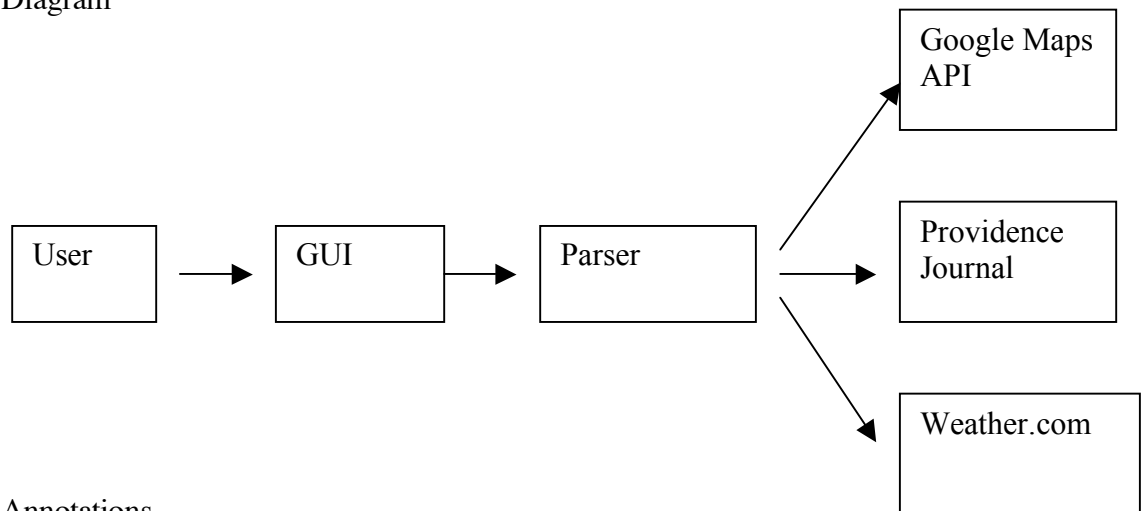 Diagram
Google Maps
API
User
GUI
Parser
Providence
Journal
Weather.com
Annotations